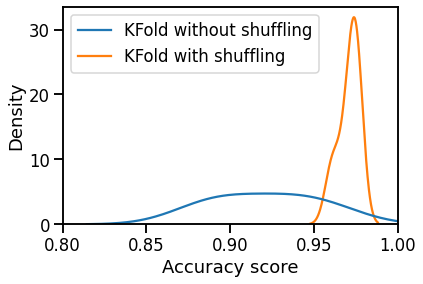 KFold without shuffling
KFold with shuffling
30
20
10
0
Density
0.80 0.85 0.90 0.95 1.00
Accuracy score